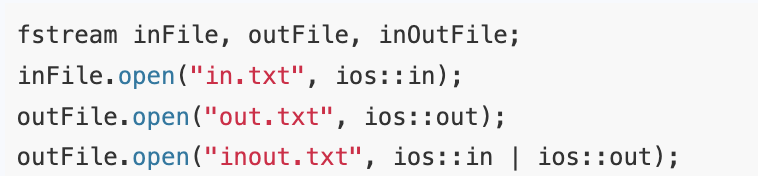 fstream inFile, outFile, inOutFile;
inFile.open("in.txt", ios::in);
outFile.open("out.txt", ios::out);
outFile.open("inout.txt", ios::in | ios::out);